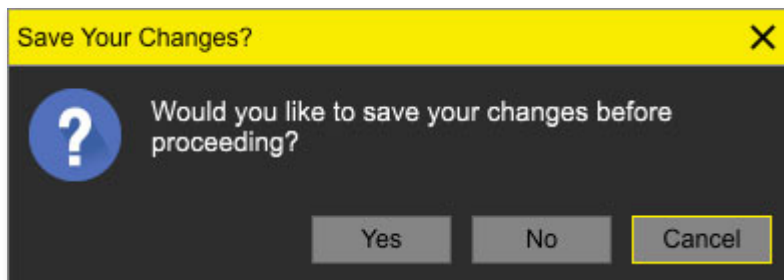 Save Your Changes?
Would you like to save your changes before
proceeding?
Yes No Cancel